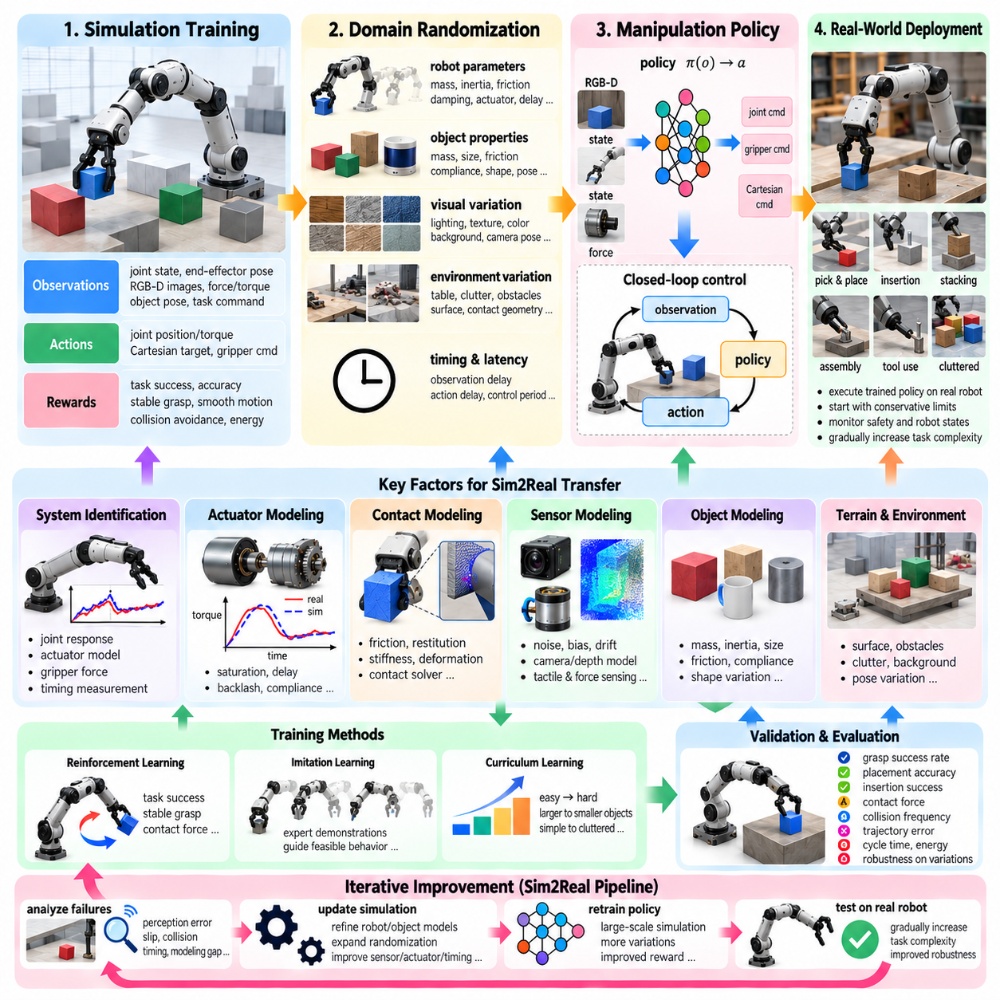 1. Simulation Training
Observations
joint state, end-effector pose
RGB-D images, force/torque
object pose, task command
Actions
joint position/torque
Cartesian target, gripper cmd
Rewards
task success, accuracy
stable grasp, smooth motion
collision avoidance, energy
2. Domain Randomization
robot parameters
mass, inertia, friction
damping, actuator, delay ...
object properties
mass, size, friction
compliance, shape, pose ...
visual variation
lighting, texture, color
background, camera pose ...
environment variation
table, clutter, obstacles
surface, contact geometry ...
timing & latency
observation delay
action delay, control period ...
3. Manipulation Policy
policy π(o) → a
RGB-D
state
state
force
joint cmd
gripper cmd
Cartesian
cmd
Closed-loop control
observation
policy
action
4. Real-World Deployment
pick & place
insertion
stacking
assembly
tool use
cluttered
• execute trained policy on real robot
• start with conservative limits
• monitor safety and robot states
• gradually increase task complexity
Key Factors for Sim2Real Transfer
System Identification
• joint response
• actuator model
• gripper force
• timing measurement
Actuator Modeling
real
sim
torque
time
• saturation, delay
• backlash, compliance ...
Contact Modeling
• friction, restitution
• stiffness, deformation
• contact solver ...
Sensor Modeling
• noise, bias, drift
• camera/depth model
• tactile & force sensing ...
Object Modeling
• mass, inertia, size
• friction, compliance
• shape variation ...
Terrain & Environment
• surface, obstacles
• clutter, background
• pose variation ...
Training Methods
Reinforcement Learning
task success
stable grasp
contact force ...
Imitation Learning
expert demonstrations
guide feasible behavior ...
Curriculum Learning
easy → hard
larger to smaller objects
simple to cluttered ...
Validation & Evaluation
grasp success rate
placement accuracy
insertion success
contact force
collision frequency
trajectory error
cycle time, energy
robustness on variations
Iterative Improvement (Sim2Real Pipeline)
analyze failures
perception error
slip, collision
timing, modeling gap ...
update simulation
refine robot/object models
expand randomization
improve sensor/actuator/timing ...
retrain policy
large-scale simulation
more variations
improved reward ...
test on real robot
gradually increase
task complexity
improved robustness